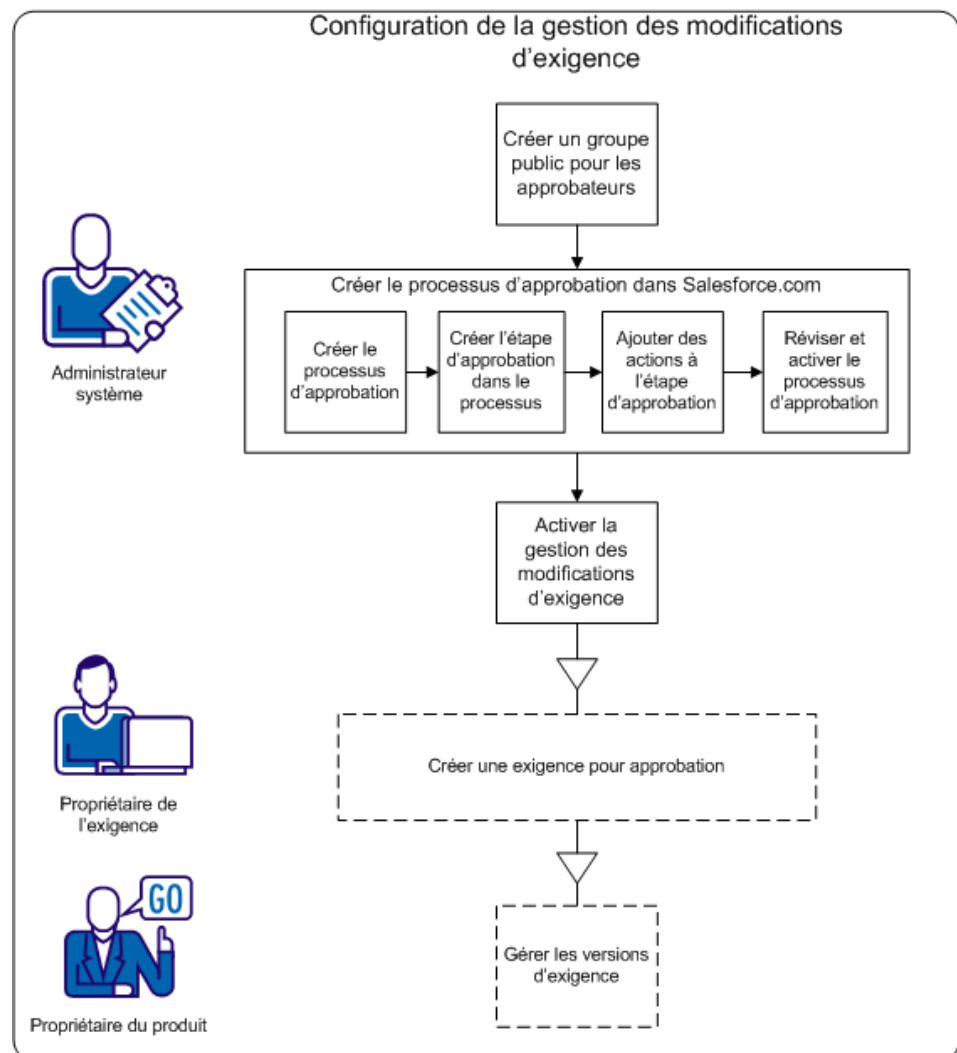 Configuration de la gestion des modifications
d'exigence
Créer un groupe
public pour les
approbateurs
Créer le processus d'approbation dans Salesforce.com
Créer le
processus
d'approbation
Créer l'étape
d'approbation
dans le
processus
Ajouter des
actions à
l'étape
d'approbation
Réviser et
activer le
processus
d'approbation
Administrateur
système
Activer la
gestion des
modifications
d'exigence
Créer une exigence pour approbation
Propriétaire de
l'exigence
GO
Gérer les versions
d'exigence
Propriétaire du produit